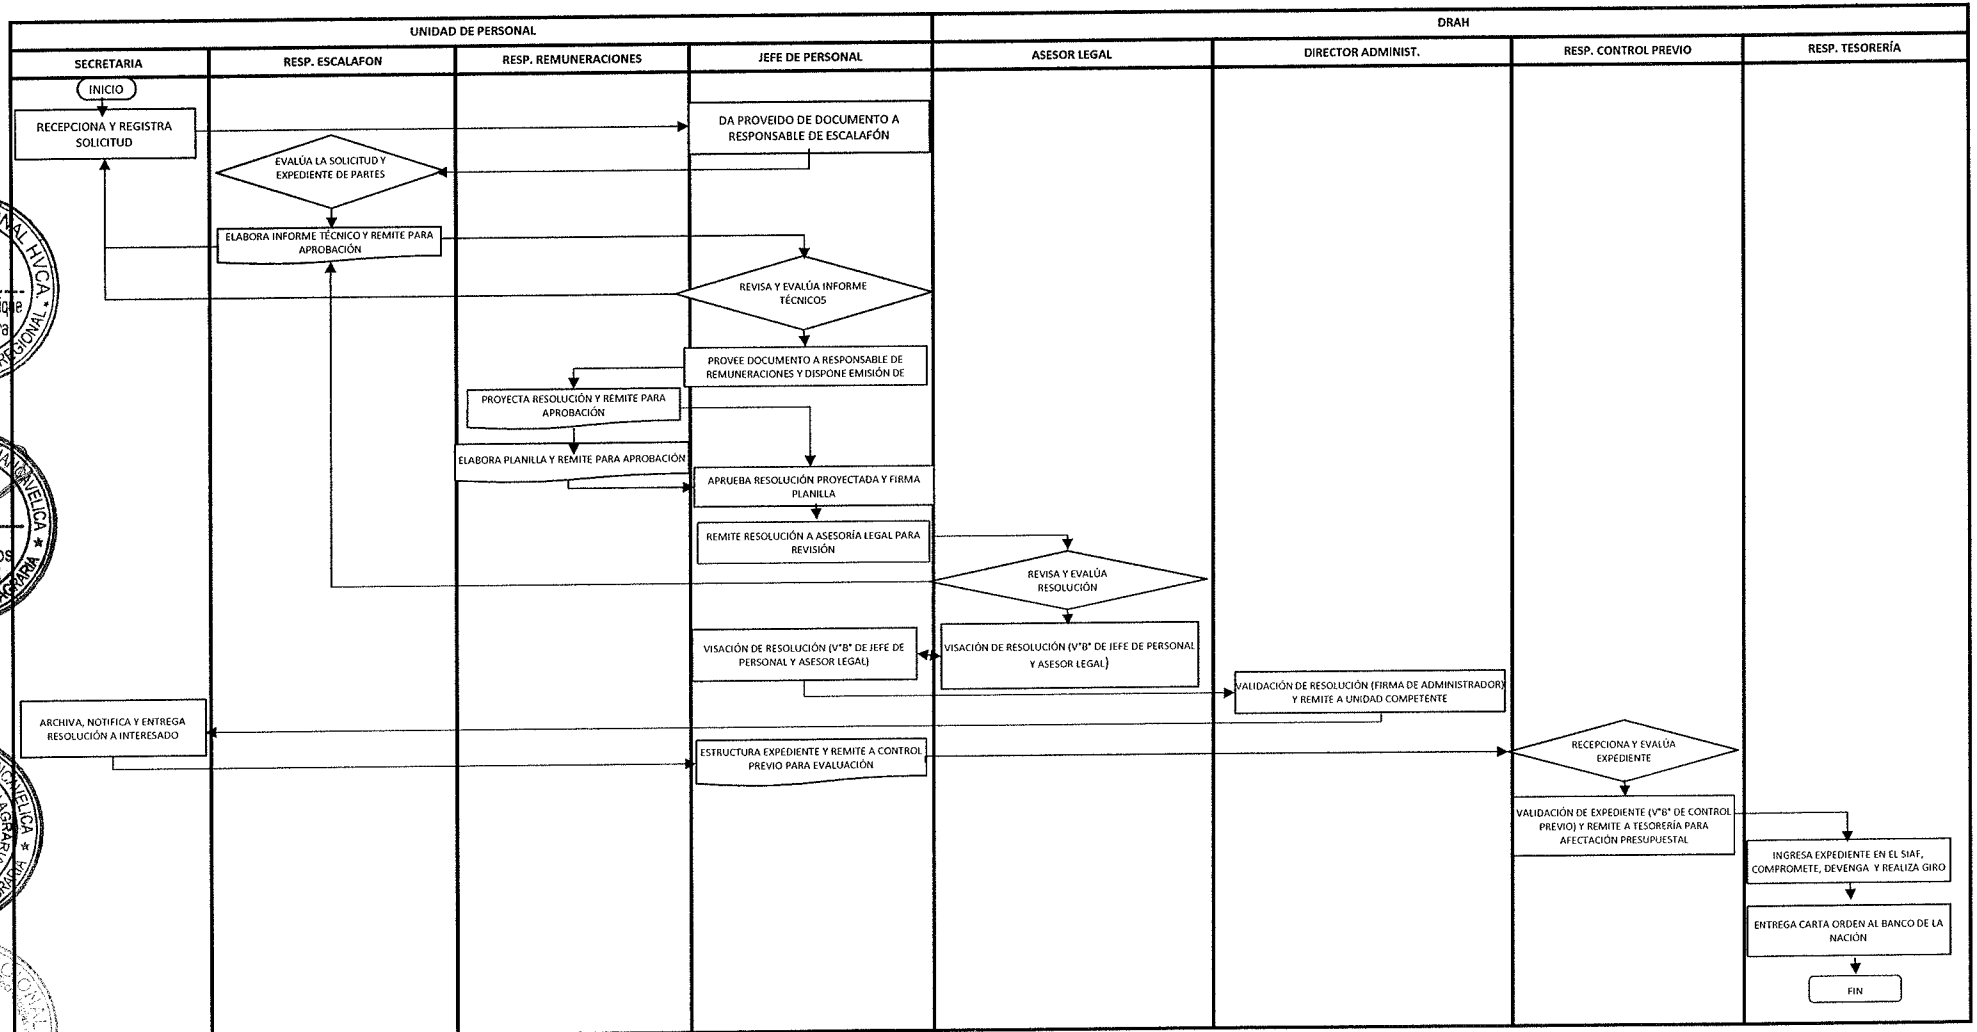 UNIDAD DE PERSONAL
DRAH
SECRETARIA
RESP. ESCALAFON
RESP. REMUNERACIONES
JEFE DE PERSONAL
ASESOR LEGAL
DIRECTOR ADMINIST.
RESP. CONTROL PREVIO
RESP. TESORERÍA
INICIO
RECEPCIONA Y REGISTRA
SOLICITUD
DA PROVEIDO DE DOCUMENTO A
RESPONSABLE DE ESCALAFÓN
EVALÚA LA SOLICITUD Y
EXPEDIENTE DE PARTES
ELABORA INFORME TÉCNICO Y REMITE PARA
APROBACIÓN
REVISA Y EVALÚA INFORME
TÉCNICO5
PROVEE DOCUMENTO A RESPONSABLE DE
REMUNERACIONES Y DISPONE EMISIÓN DE
PROYECTA RESOLUCIÓN Y REMITE PARA
APROBACIÓN
ELABORA PLANILLA Y REMITE PARA APROBACIÓN
APRUEBA RESOLUCIÓN PROYECTADA Y FIRMA
PLANILLA
REMITE RESOLUCIÓN A ASESORÍA LEGAL PARA
REVISIÓN
REVISA Y EVALÚA
RESOLUCIÓN
VISACIÓN DE RESOLUCIÓN (V°B° DE JEFE DE
PERSONAL Y ASESOR LEGAL)
VISACIÓN DE RESOLUCIÓN (V°B° DE JEFE DE PERSONAL
Y ASESOR LEGAL)
VALIDACIÓN DE RESOLUCIÓN (FIRMA DE ADMINISTRADOR)
Y REMITE A UNIDAD COMPETENTE
ARCHIVA, NOTIFICA Y ENTREGA
RESOLUCIÓN A INTERESADO
ESTRUCTURA EXPEDIENTE Y REMITE A CONTROL
PREVIO PARA EVALUACIÓN
RECEPCIONA Y EVALÚA
EXPEDIENTE
VALIDACIÓN DE EXPEDIENTE (V°B° DE CONTROL
PREVIO) Y REMITE A TESORERÍA PARA
AFECTACIÓN PRESUPUESTAL
INGRESA EXPEDIENTE EN EL SIAF,
COMPROMETE, DEVENGA Y REALIZA GIRO
ENTREGA CARTA ORDEN AL BANCO DE LA
NACIÓN
FIN
HVCA.
REGIONAL
AGRARIA